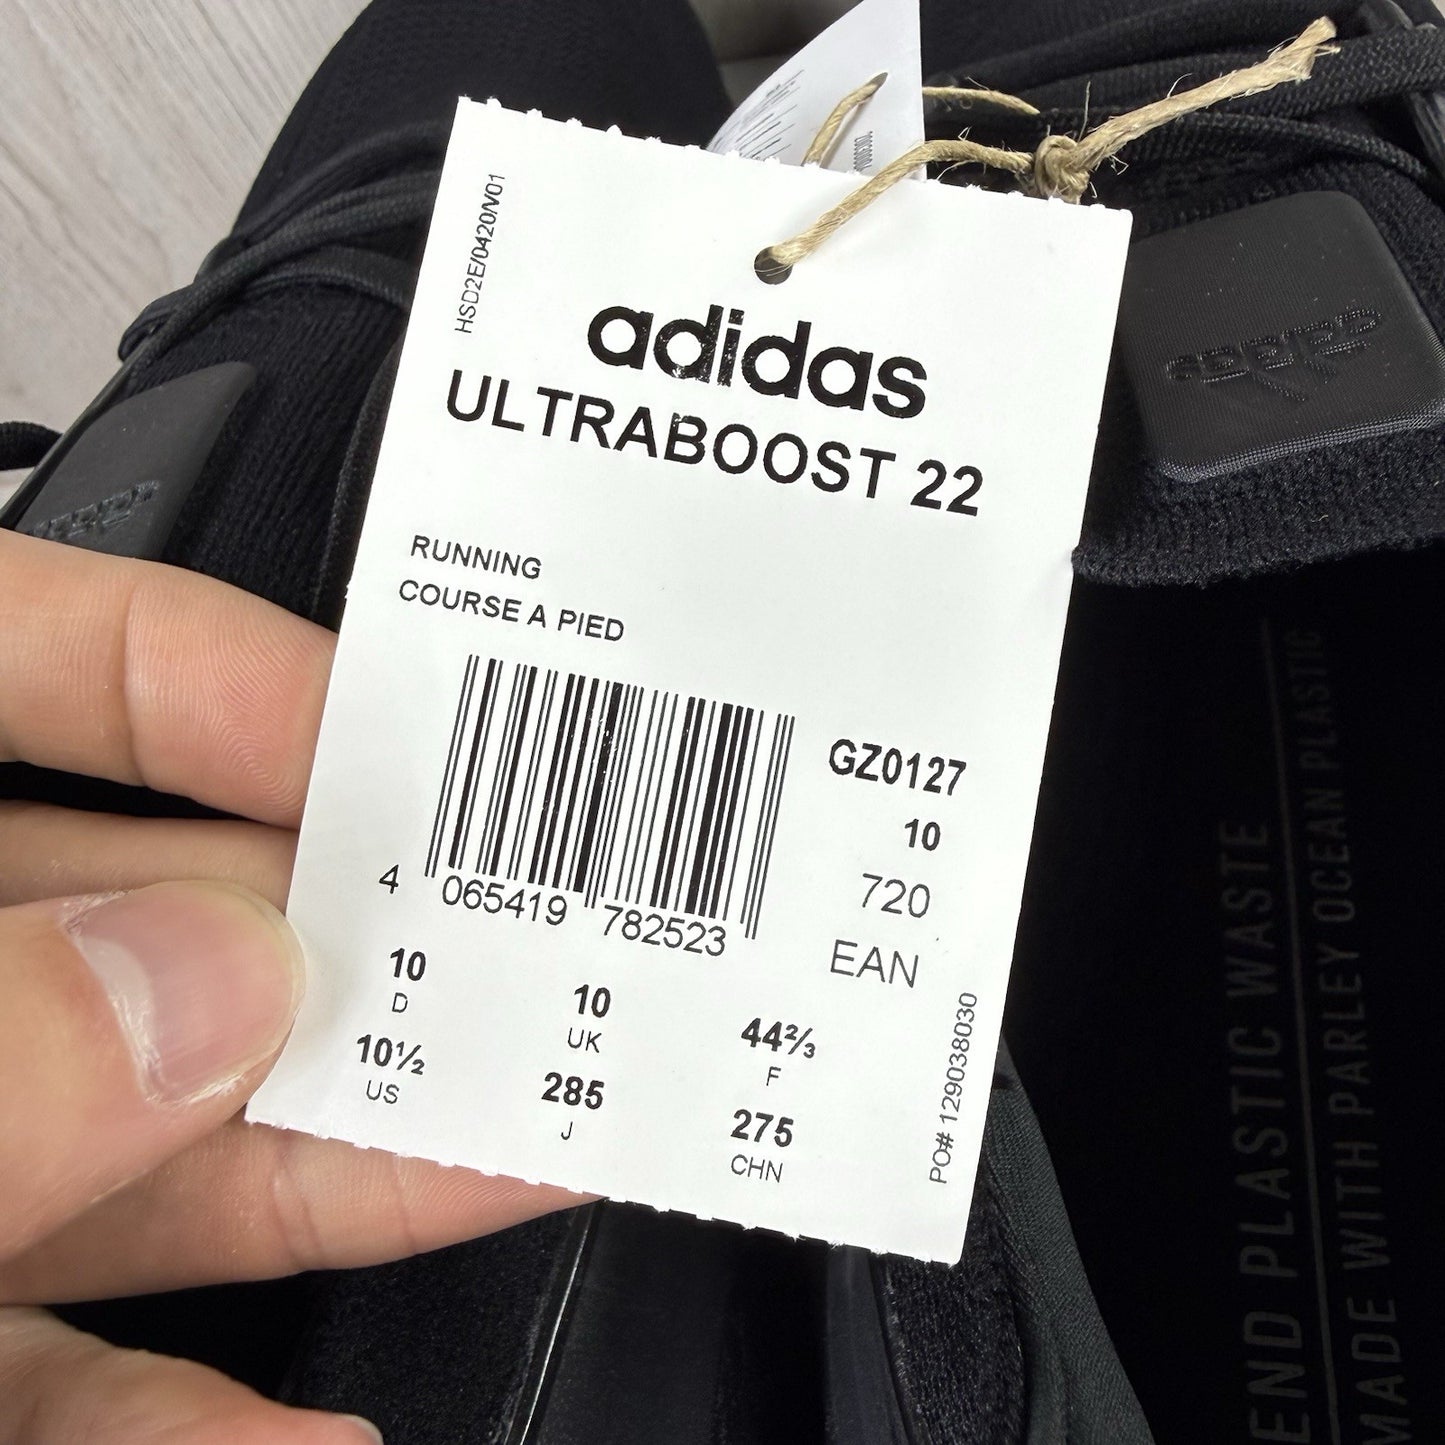 HSD2E/0420/V01
adidas
ULTRABOOST 22
RUNNING
COURSE A PIED
GZ0127
10
720
EAN
4 065419 782523
10
D
10
UK
44⅔
F
10½
US
285
J
275
CHN
PO# 129038030
adidas
END PLASTIC WASTE
MADE WITH PARLEY OCEAN PLASTIC